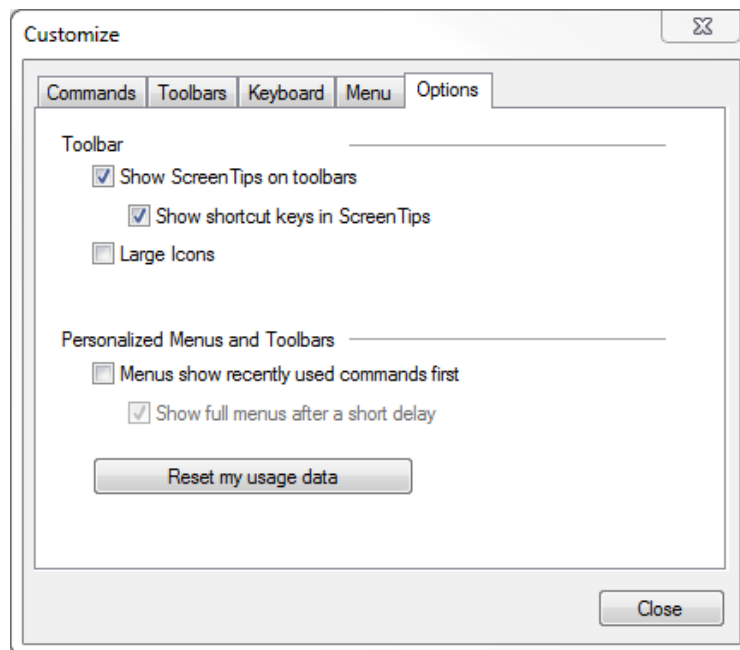 Customize
Commands Toolbars Keyboard Menu Options
Toolbar
Show ScreenTips on toolbars
Show shortcut keys in ScreenTips
Large Icons
Personalized Menus and Toolbars
Menus show recently used commands first
Show full menus after a short delay
Reset my usage data
Close